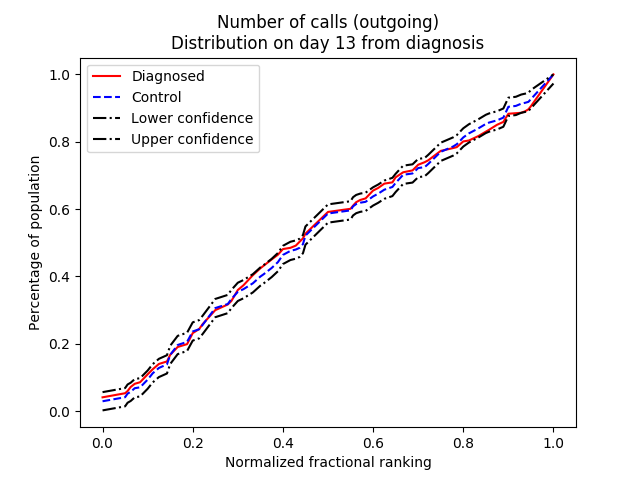 Number of calls (outgoing)
Distribution on day 13 from diagnosis
Diagnosed
Control
Lower confidence
Upper confidence
Percentage of population
1.0
0.8
0.6
0.4
0.2
0.0
0.0 0.2 0.4 0.6 0.8 1.0
Normalized fractional ranking